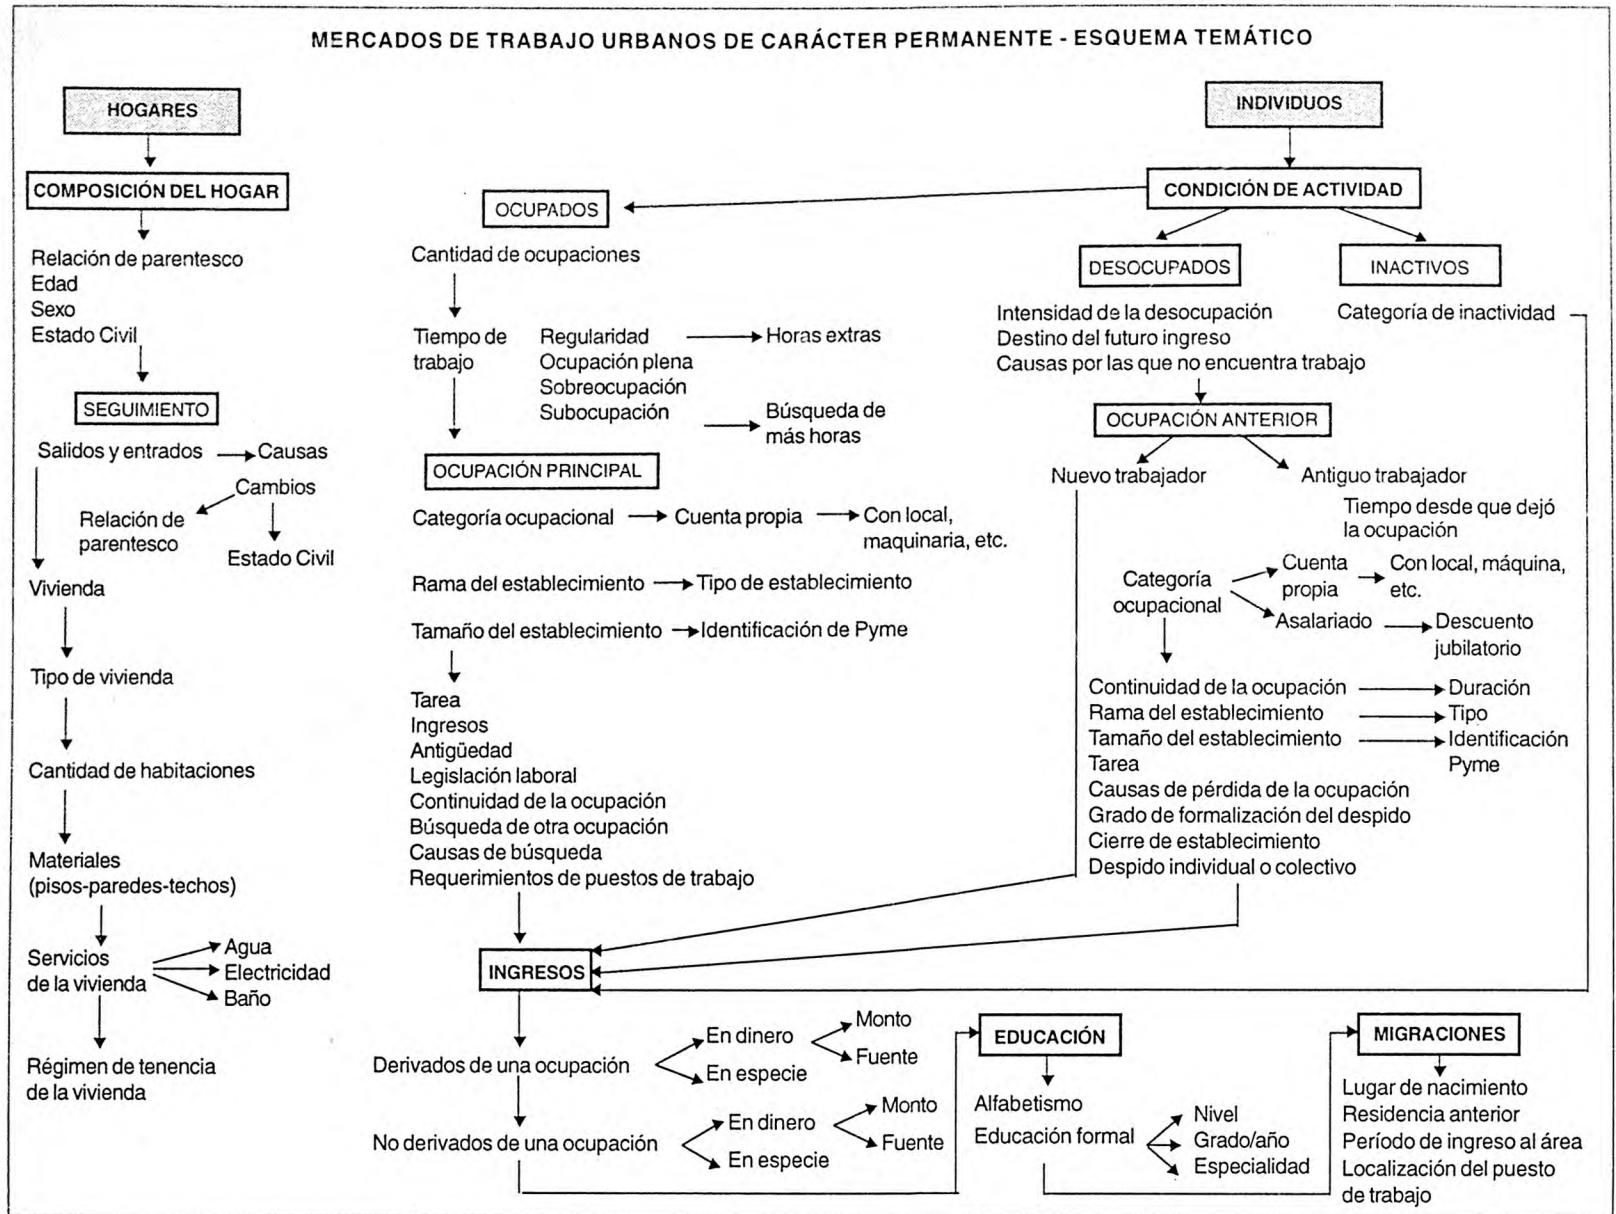 MERCADOS DE TRABAJO URBANOS DE CARÁCTER PERMANENTE - ESQUEMA TEMÁTICO
HOGARES
COMPOSICIÓN DEL HOGAR
Relación de parentesco
Edad
Sexo
Estado Civil
SEGUIMIENTO
Salidos y entrados
Causas
Cambios
Relación de
parentesco
Estado Civil
Vivienda
Tipo de vivienda
Cantidad de habitaciones
Materiales
(pisos-paredes-techos)
Servicios
de la vivienda
Agua
Electricidad
Baño
Régimen de tenencia
de la vivienda
INDIVIDUOS
CONDICIÓN DE ACTIVIDAD
OCUPADOS
Cantidad de ocupaciones
Tiempo de
trabajo
Regularidad
Ocupación plena
Sobreocupación
Subocupación
Horas extras
Búsqueda de
más horas
OCUPACIÓN PRINCIPAL
Categoría ocupacional
Cuenta propia
Con local,
maquinaria, etc.
Rama del establecimiento
Tipo de establecimiento
Tamaño del establecimiento
Identificación de Pyme
Tarea
Ingresos
Antigüedad
Legislación laboral
Continuidad de la ocupación
Búsqueda de otra ocupación
Causas de búsqueda
Requerimientos de puestos de trabajo
DESOCUPADOS
Intensidad de la desocupación
Destino del futuro ingreso
Causas por las que no encuentra trabajo
INACTIVOS
Categoría de inactividad
OCUPACIÓN ANTERIOR
Nuevo trabajador
Antiguo trabajador
Tiempo desde que dejó
la ocupación
Categoría
ocupacional
Cuenta
propia
Con local, máquina,
etc.
Asalariado
Descuento
jubilatorio
Continuidad de la ocupación
Duración
Rama del establecimiento
Tipo
Tamaño del establecimiento
Identificación
Pyme
Tarea
Causas de pérdida de la ocupación
Grado de formalización del despido
Cierre de establecimiento
Despido individual o colectivo
INGRESOS
Derivados de una ocupación
En dinero
Monto
Fuente
En especie
No derivados de una ocupación
En dinero
Monto
Fuente
En especie
EDUCACIÓN
Alfabetismo
Educación formal
Nivel
Grado/año
Especialidad
MIGRACIONES
Lugar de nacimiento
Residencia anterior
Período de ingreso al área
Localización del puesto
de trabajo